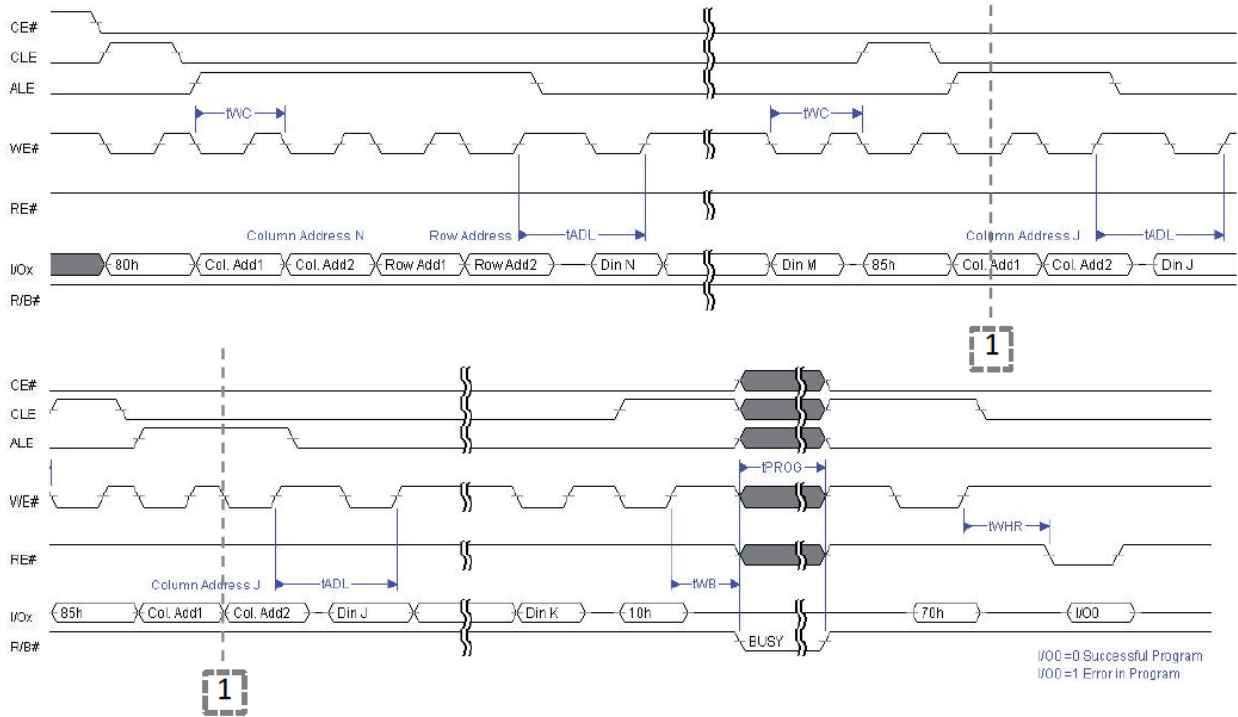 CE#
CLE
ALE
tWC
tWC
WE#
RE#
Column Address N
Row Address
tADL
Column Address J
tADL
I/Ox
80h
Col. Add1
Col. Add2
Row Add1
Row Add2
Din N
Din M
85h
Col. Add1
Col. Add2
Din J
R/B#
1
CE#
CLE
ALE
tPROG
WE#
tWHR
RE#
Column Address J
tADL
tWB
I/Ox
85h
Col. Add1
Col. Add2
Din J
Din K
10h
70h
I/O0
R/B#
BUSY
I/O0 =0 Successful Program
I/O0 =1 Error in Program
1